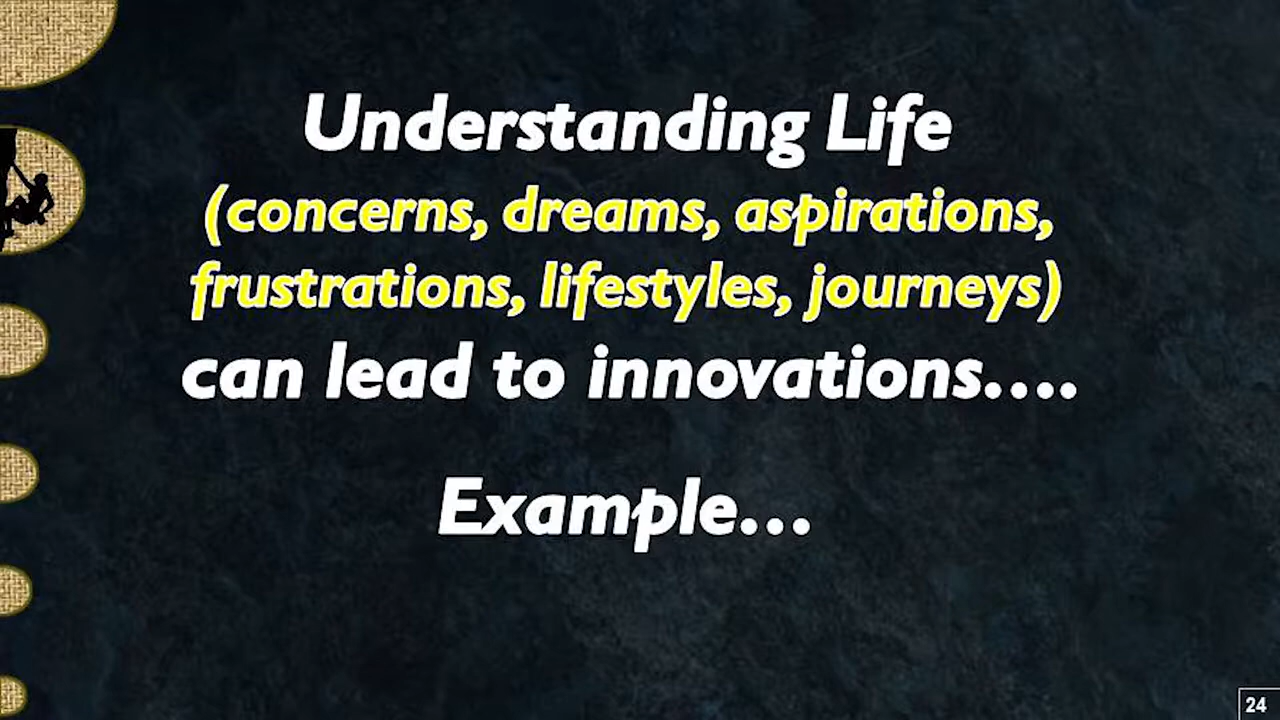 Understanding Life
(concerns, dreams, aspirations,
frustrations, lifestyles, journeys)
can lead to innovations....
Example...
24